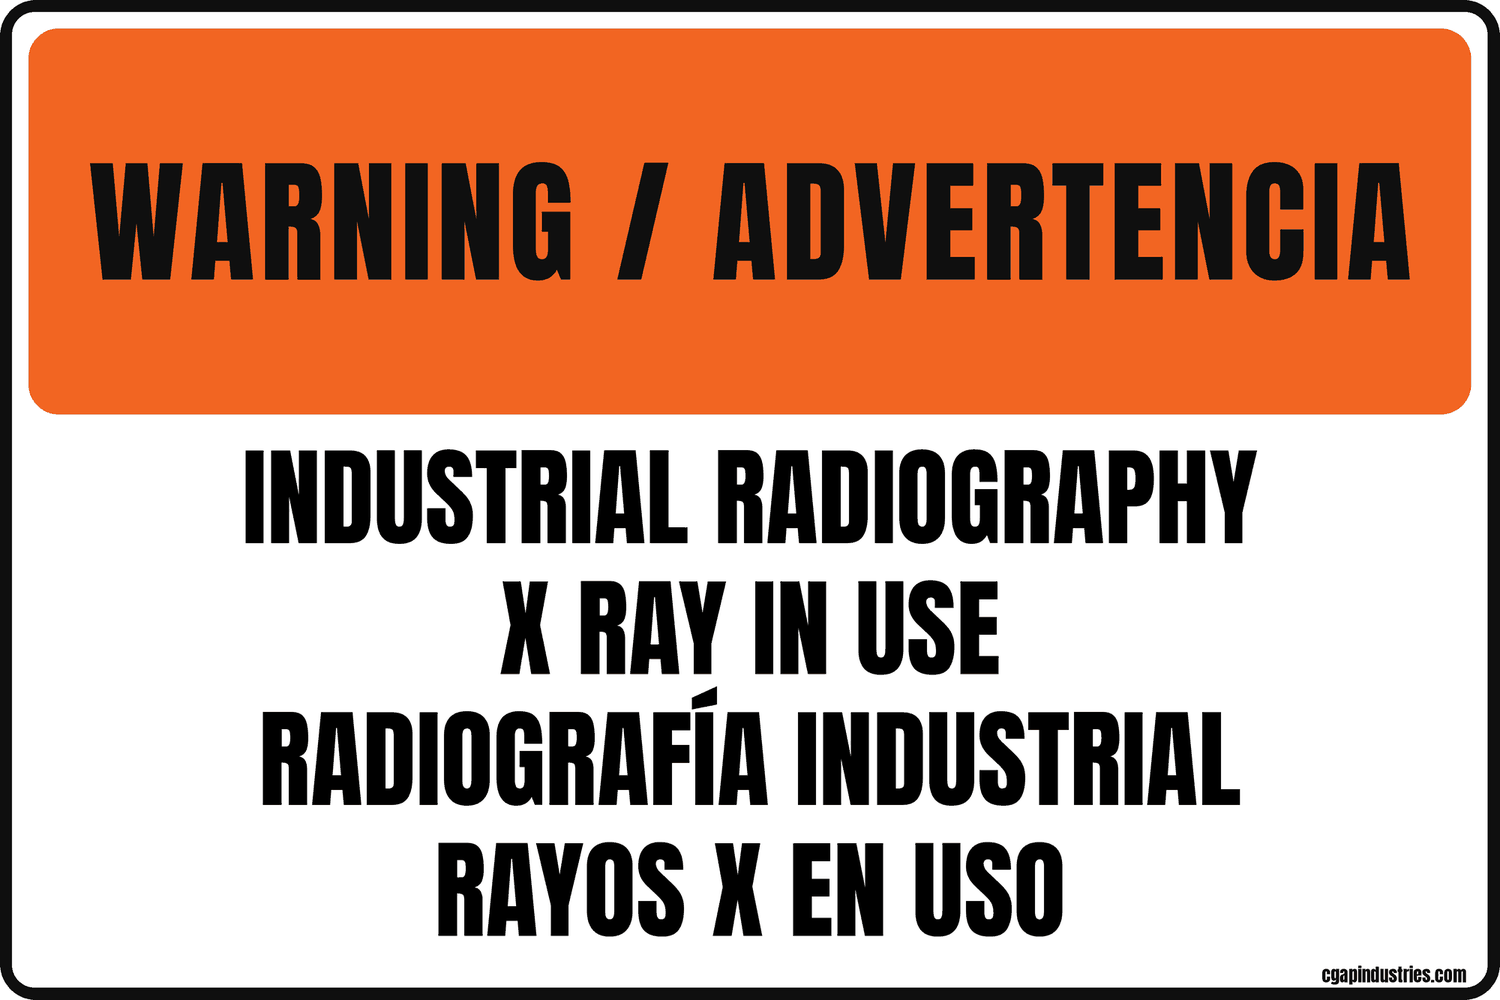 WARNING / ADVERTENCIA
INDUSTRIAL RADIOGRAPHY
X RAY IN USE
RADIOGRAFÍA INDUSTRIAL
RAYOS X EN USO
cgapindustries.com